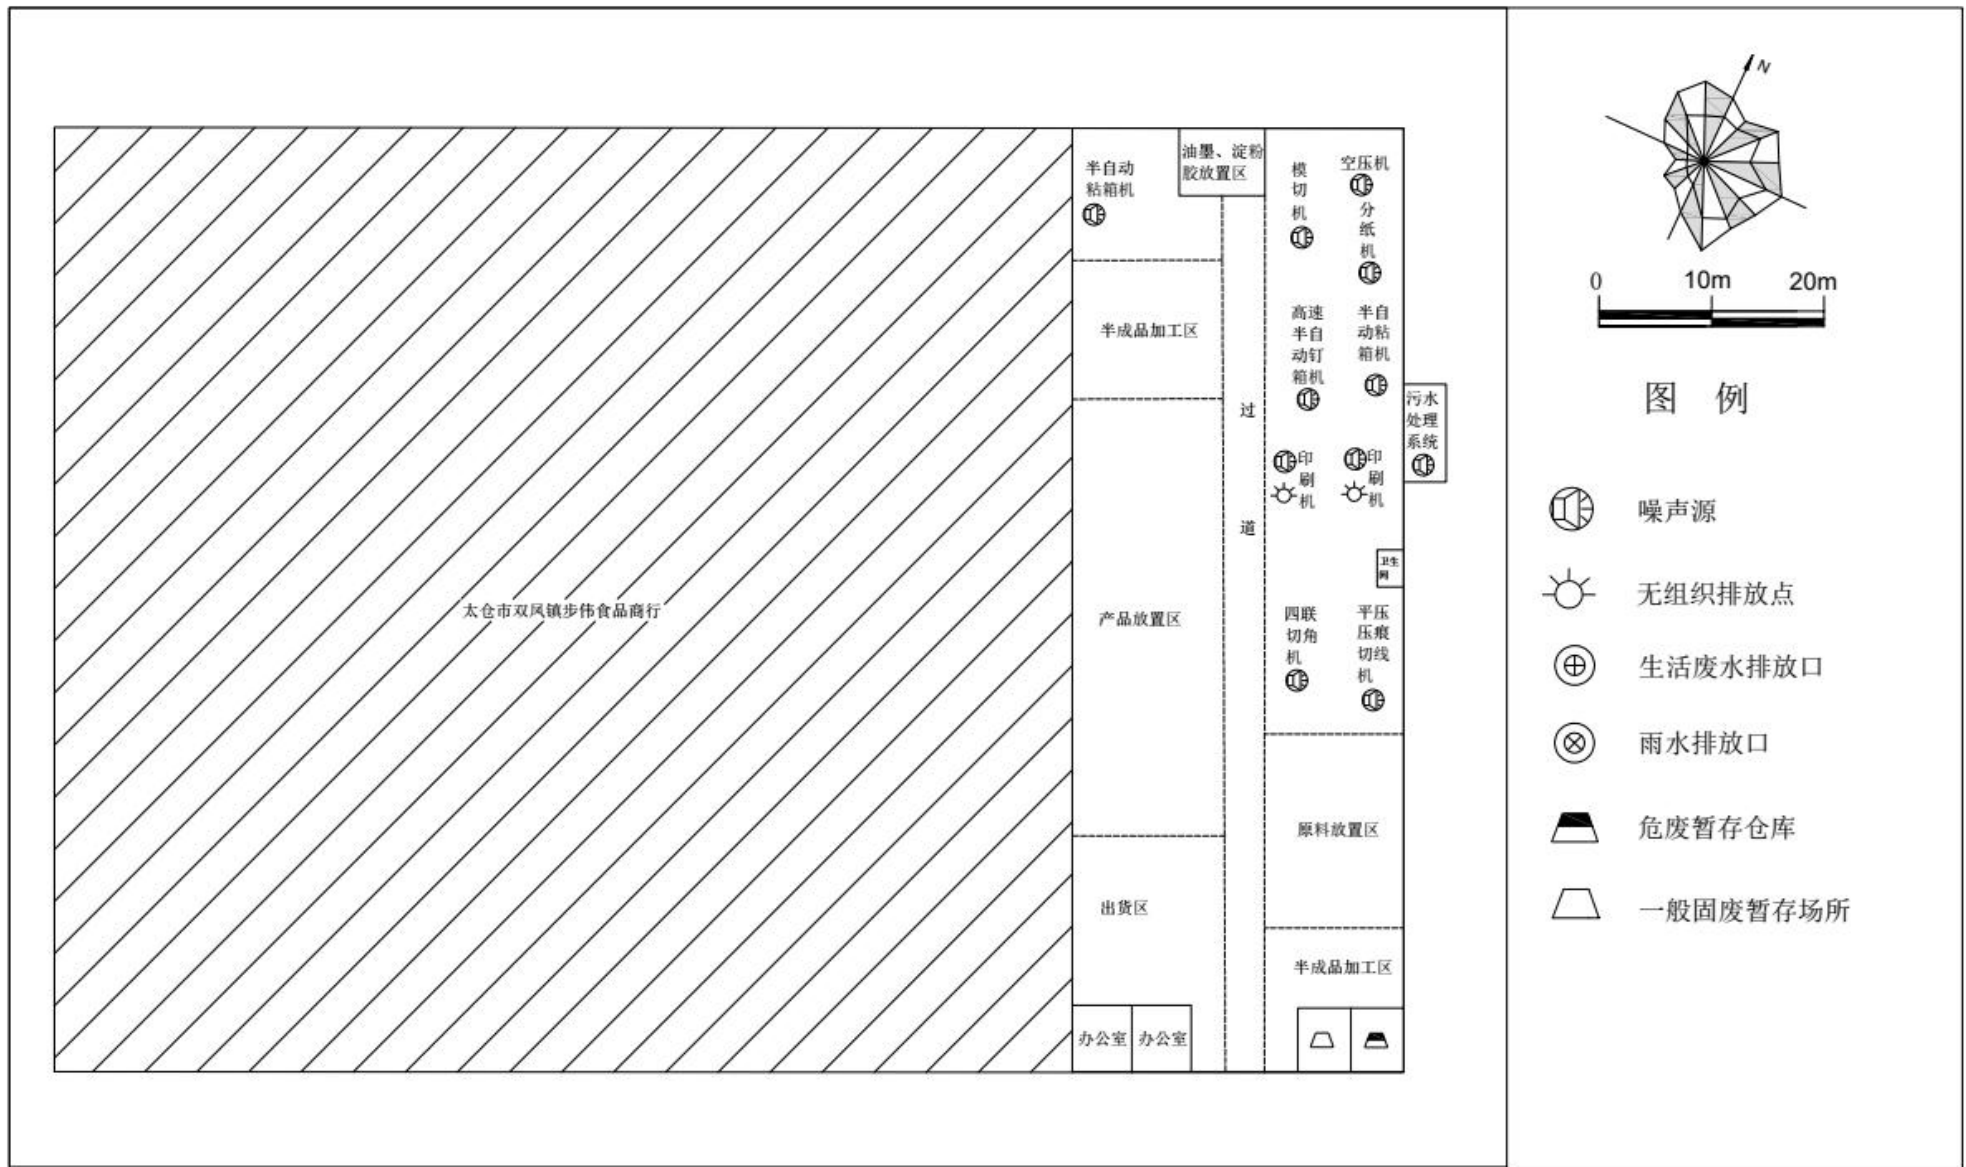 半自动
粘箱机
油墨、淀粉
胶放置区
模
切
机
空压机
分
纸
机
半成品加工区
高速
半自
动钉
箱机
半自
动粘
箱机
过
道
污水
处理
系统
印
刷
机
印
刷
机
卫生
间
太仓市双凤镇步伟食品商行
产品放置区
四联
切角
机
平压
压痕
切线
机
原料放置区
出货区
半成品加工区
办公室
办公室
N
0
10m
20m
图 例
噪声源
无组织排放点
生活废水排放口
雨水排放口
危废暂存仓库
一般固废暂存场所